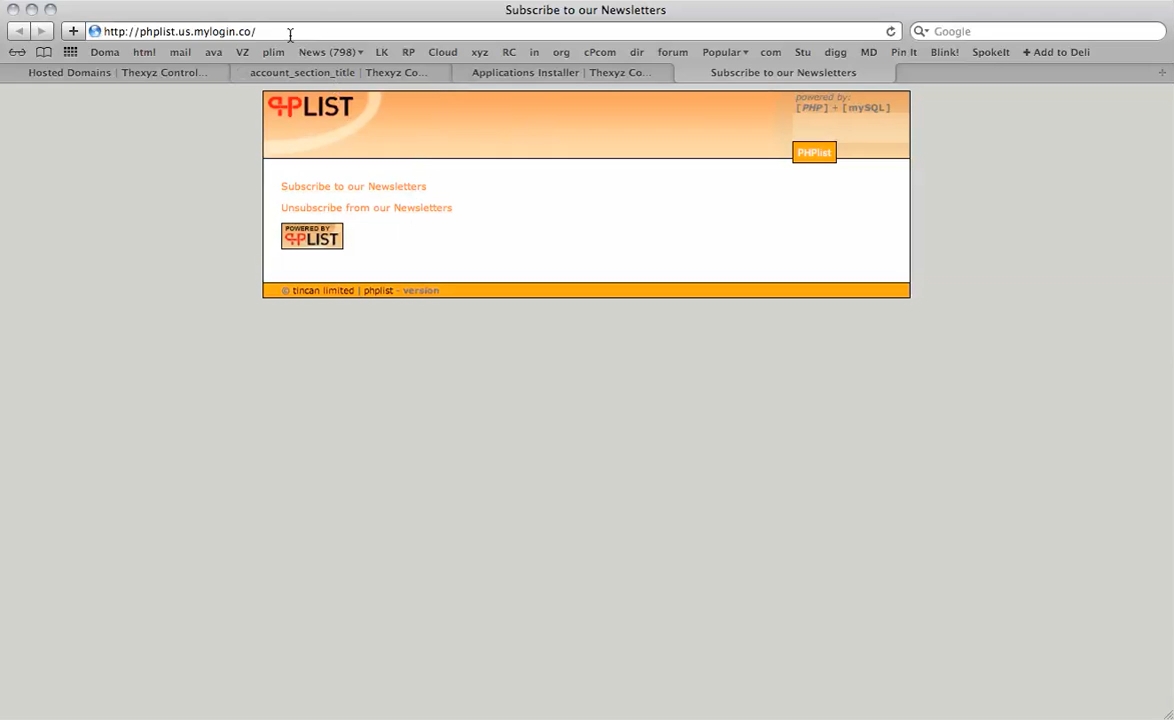 Subscribe to our Newsletters
http://phplist.us.mylogin.co/
Google
Doma html mail ava VZ plim News (798) LK RP Cloud xyz RC in org cPcom dir forum Popular com Stu digg MD Pin It Blink! SpokeIt + Add to Deli
Hosted Domains | Thexyz Control... account_section_title | Thexyz Co... Applications Installer | Thexyz Co... Subscribe to our Newsletters
PHPLIST
powered by:
[PHP] + [mySQL]
PHPlist
Subscribe to our Newsletters
Unsubscribe from our Newsletters
POWERED BY
PHPLIST
© tincan limited | phplist - version